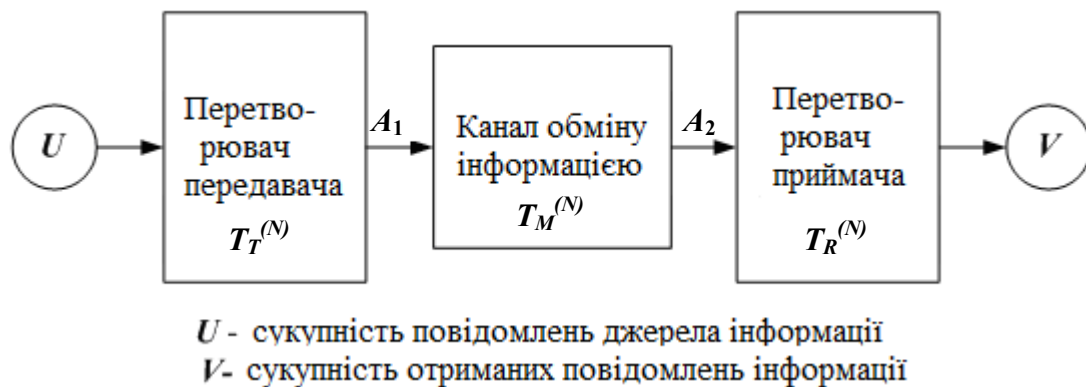 U
Перетво-
рювач
передавача
T_T^(N)
A₁
Канал обміну
інформацією
T_M^(N)
A₂
Перетво-
рювач
приймача
T_R^(N)
V
U - сукупність повідомлень джерела інформації
V- сукупність отриманих повідомлень інформації